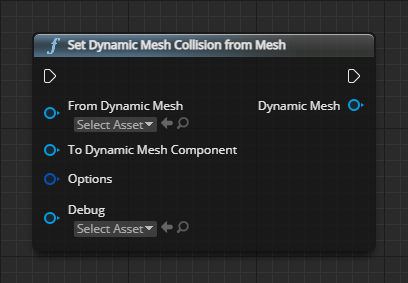 f Set Dynamic Mesh Collision from Mesh
From Dynamic Mesh
Dynamic Mesh
Select Asset
To Dynamic Mesh Component
Options
Debug
Select Asset